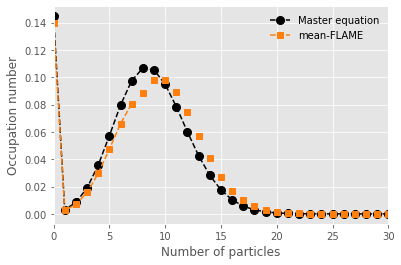 Master equation
mean-FLAME
Occupation number
0.14
0.12
0.10
0.08
0.06
0.04
0.02
0.00
0 5 10 15 20 25 30
Number of particles